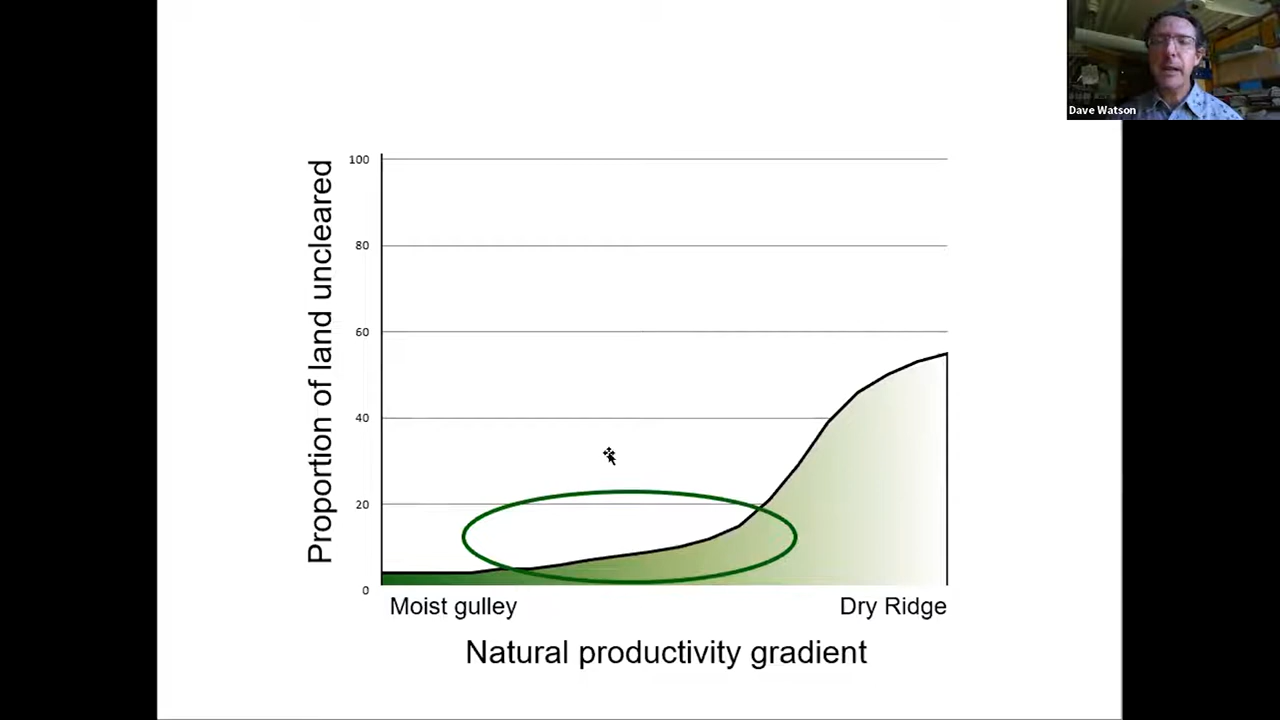 Dave Watson
Proportion of land uncleared
100
80
60
40
20
0
Moist gulley
Dry Ridge
Natural productivity gradient